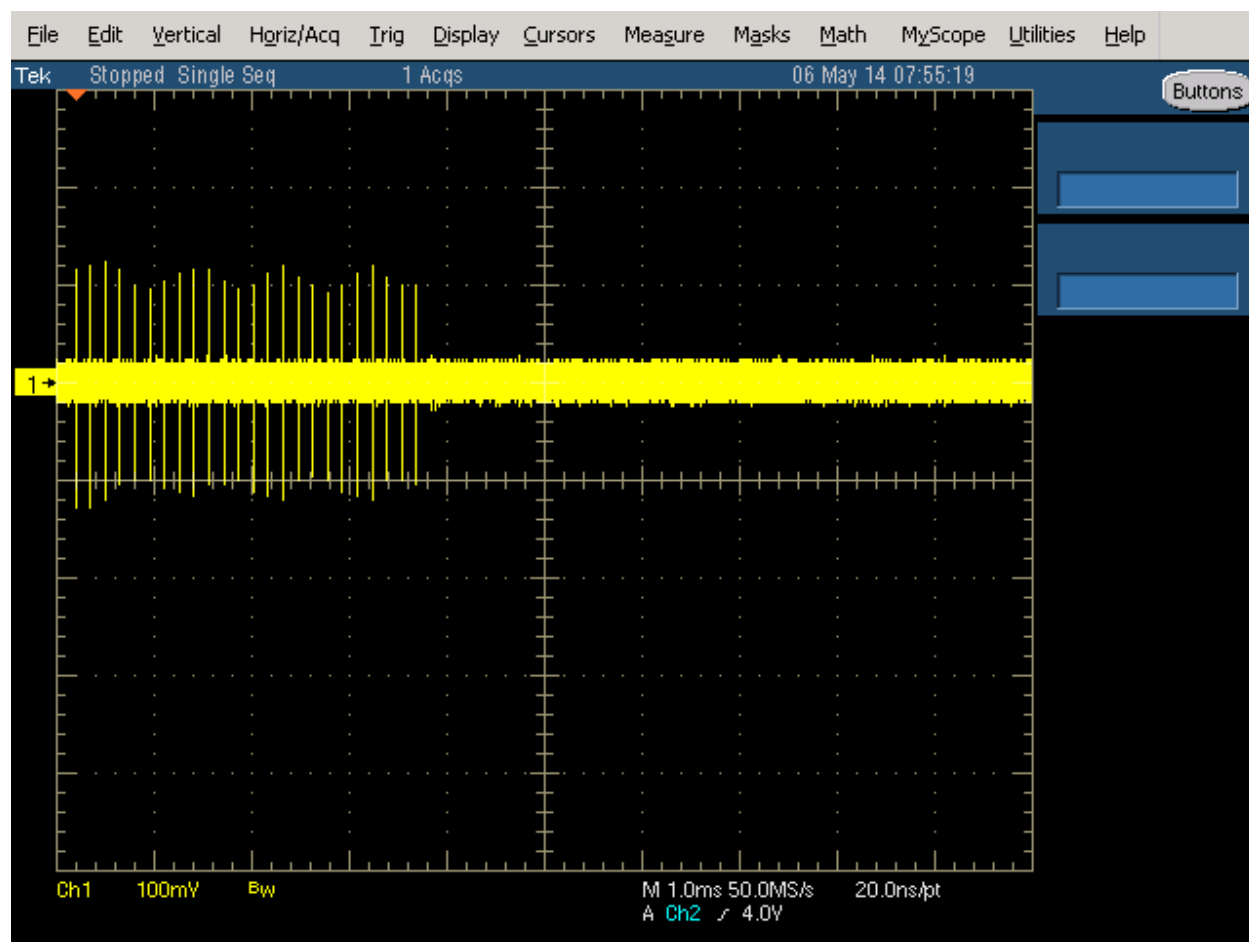 File Edit Vertical Horiz/Acq Trig Display Cursors Measure Masks Math MyScope Utilities Help
Tek Stopped Single Seq 1 Acqs 06 May 14 07:55:19
Buttons
1
Ch1 100mV BW M 1.0ms 50.0MS/s 20.0ns/pt
A Ch2 4.0V